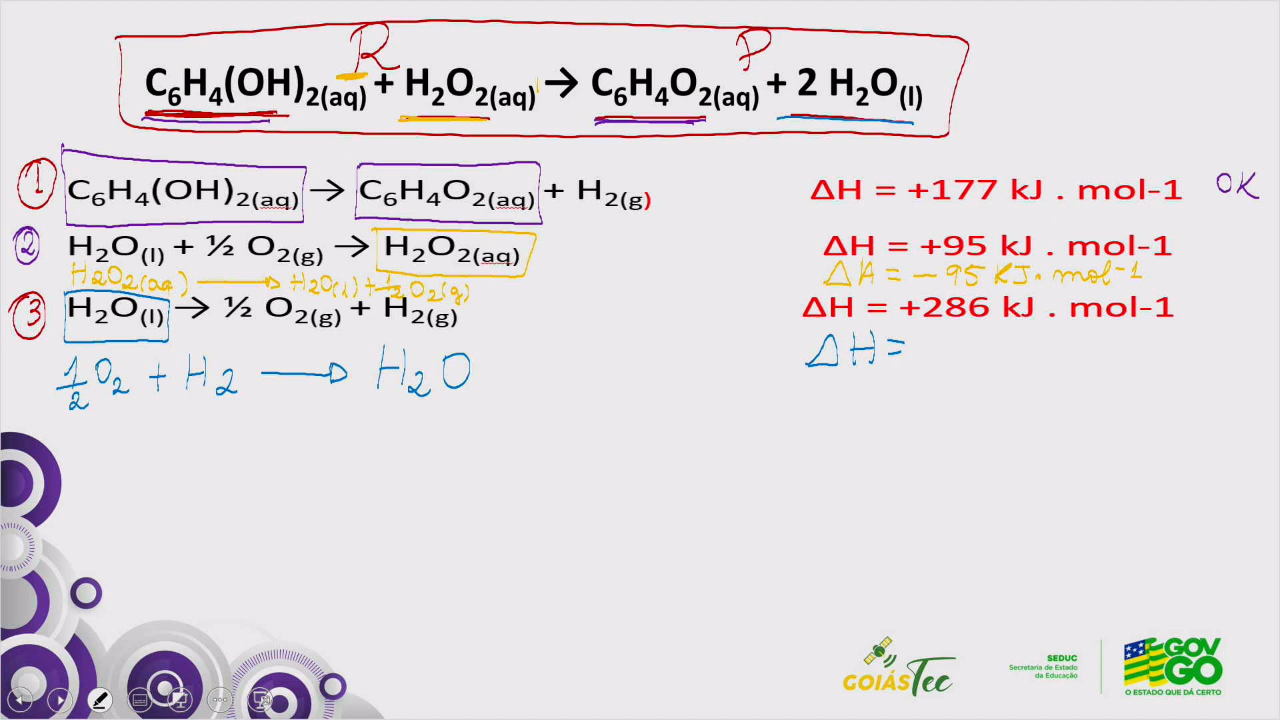 R P
C₆H₄(OH)₂(aq) + H₂O₂(aq) → C₆H₄O₂(aq) + 2 H₂O(l)
1 C₆H₄(OH)₂(aq) → C₆H₄O₂(aq) + H₂(g) ΔH = +177 kJ . mol-1 OK
2 H₂O(l) + ½ O₂(g) → H₂O₂(aq) ΔH = +95 kJ . mol-1
H₂O₂(aq) → H₂O(l) + ½ O₂(g) ΔH = -95 KJ . mol-1
3 H₂O(l) → ½ O₂(g) + H₂(g) ΔH = +286 kJ . mol-1
½ O₂ + H₂ → H₂O ΔH =
GOIÁSTec
SEDUC
Secretaria de Estado
da Educação
GOV
GO
O ESTADO QUE DÁ CERTO